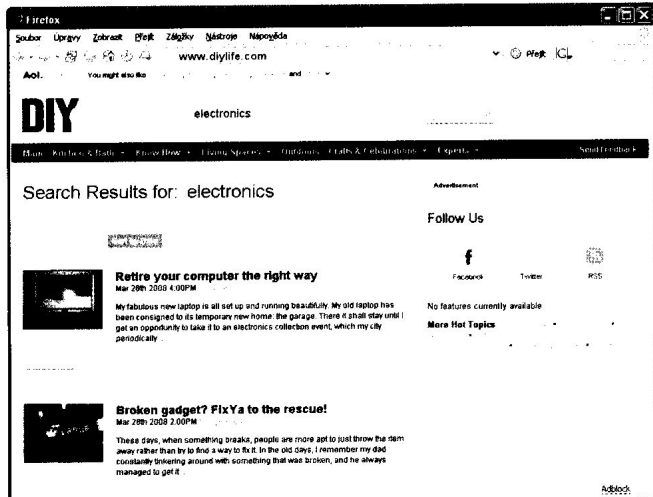 Firefox
Soubor Úpravy Zobrazit Přejít Záložky Nástroje Nápověda
www.diylife.com Přejít
Aol. You might also like and
DIY electronics
Main Kitchen & Bath Know How Living Spaces Outdoors Crafts & Celebrations Experts Send Feedback
Search Results for: electronics
Advertisement
Follow Us
Facebook Twitter RSS
No features currently available
More Hot Topics
Retire your computer the right way
Mar 28th 2008 4:00PM
My fabulous new laptop is all set up and running beautifully. My old laptop has
been consigned to its temporary new home: the garage. There it shall stay until I
get an opportunity to take it to an electronics collection event, which my city
periodically
Broken gadget? FixYa to the rescue!
Mar 28th 2008 2:00PM
These days, when something breaks, people are more apt to just throw the item
away rather than try to find a way to fix it. In the old days, I remember my dad
constantly tinkering around with something that was broken, and he always
managed to get it
Adblock